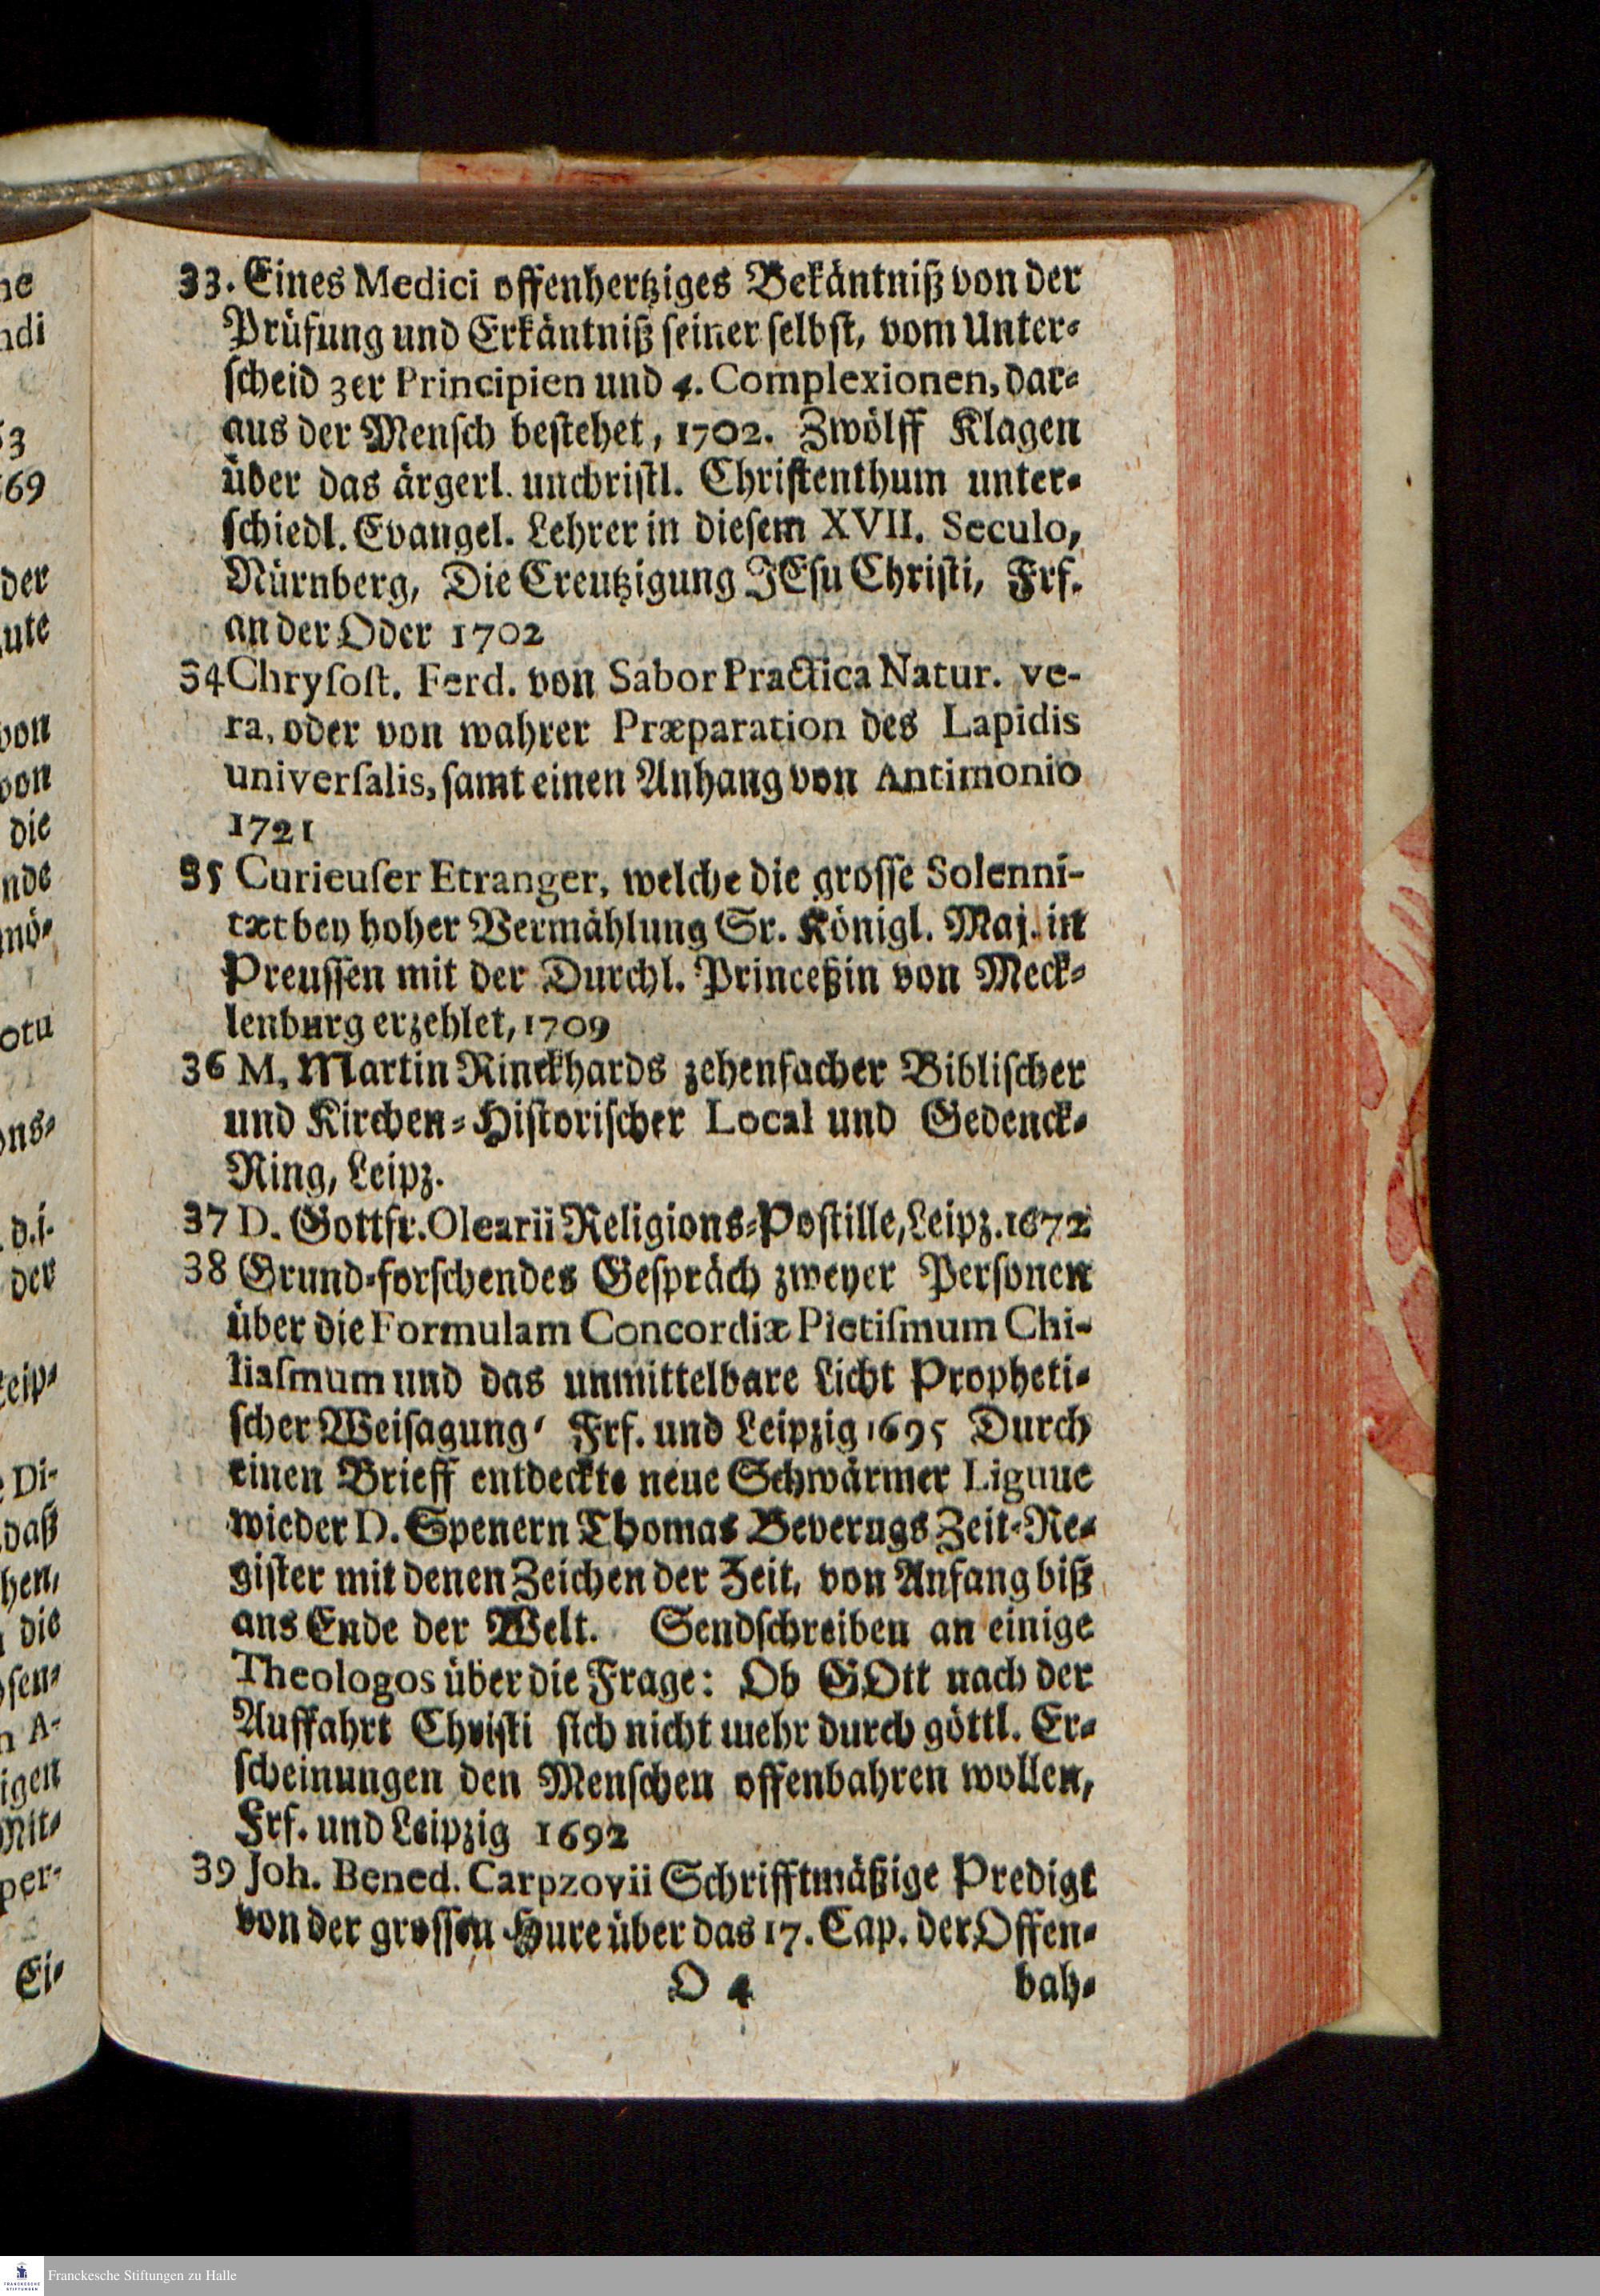 33. Eines Medici offenhertziges Bekäntniß von der
Prüfung und Erkäntniß seiner selbst, vom Unter-
scheid 3er Principien und 4. Complexionen, dar-
aus der Mensch bestehet, 1702. Zwölff Klagen
über das ärgerl. unchristl. Christenthum unter-
schiedl. Evangel. Lehrer in diesem XVII. Seculo,
Nürnberg, Die Creutzigung JEsu Christi, Frf.
an der Oder 1702
34 Chrysost. Ferd. von Sabor Practica Natur. ve-
ra, oder von wahrer Præparation des Lapidis
universalis, samt einen Anhang von Antimonio
1721
35 Curieuser Etranger, welche die grosse Solenni-
tæt bey hoher Vermählung Sr. Königl. Maj. in
Preussen mit der Durchl. Princeßin von Meck-
lenburg erzehlet, 1709
36 M. Martin Rinckhards zehenfacher Biblischer
und Kirchen-Historischer Local und Gedenck-
Ring, Leipz.
37 D. Gottfr. Olearii Religions-Postille, Leipz. 1672
38 Grund-forschendes Gespräch zweyer Personen
über die Formulam Concordiæ Pietismum Chi-
liasmum und das unmittelbare Licht Propheti-
scher Weisagung, Frf. und Leipzig 1695 Durch
einen Brieff entdeckte neue Schwärmer Ligue
wieder D. Spenern Thomas Beverugs Zeit-Re-
gister mit denen Zeichen der Zeit, von Anfang biß
ans Ende der Welt. Sendschreiben an einige
Theologos über die Frage: Ob GOtt nach der
Auffahrt Christi sich nicht mehr durch göttl. Er-
scheinungen den Menschen offenbahren wollen,
Frf. und Leipzig 1692
39 Joh. Bened. Carpzovii Schrifftmäßige Predigt
von der grossen Hure über das 17. Cap. der Offen-
O 4 bah-
Franckesche Stiftungen zu Halle